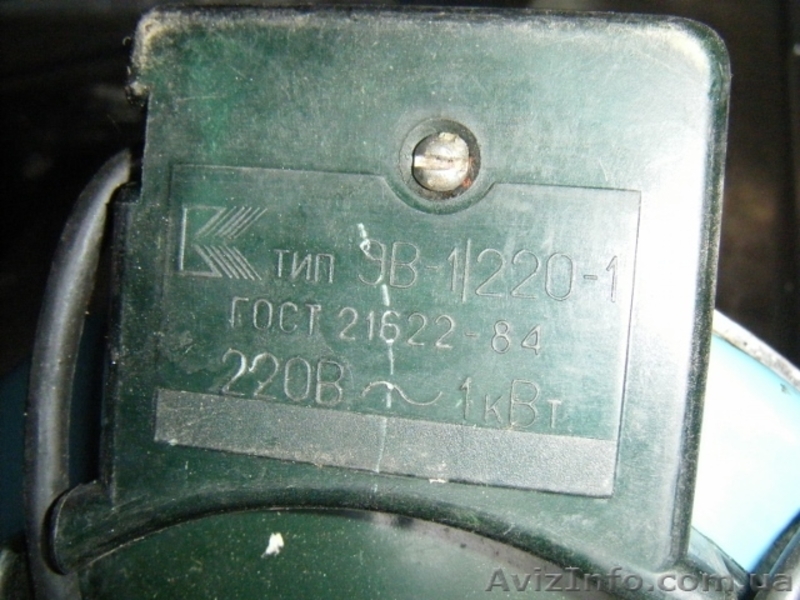 тип ЭВ-1/220-1
ГОСТ 21622-84
220В ~ 1кВт
AvizInfo.com.ua